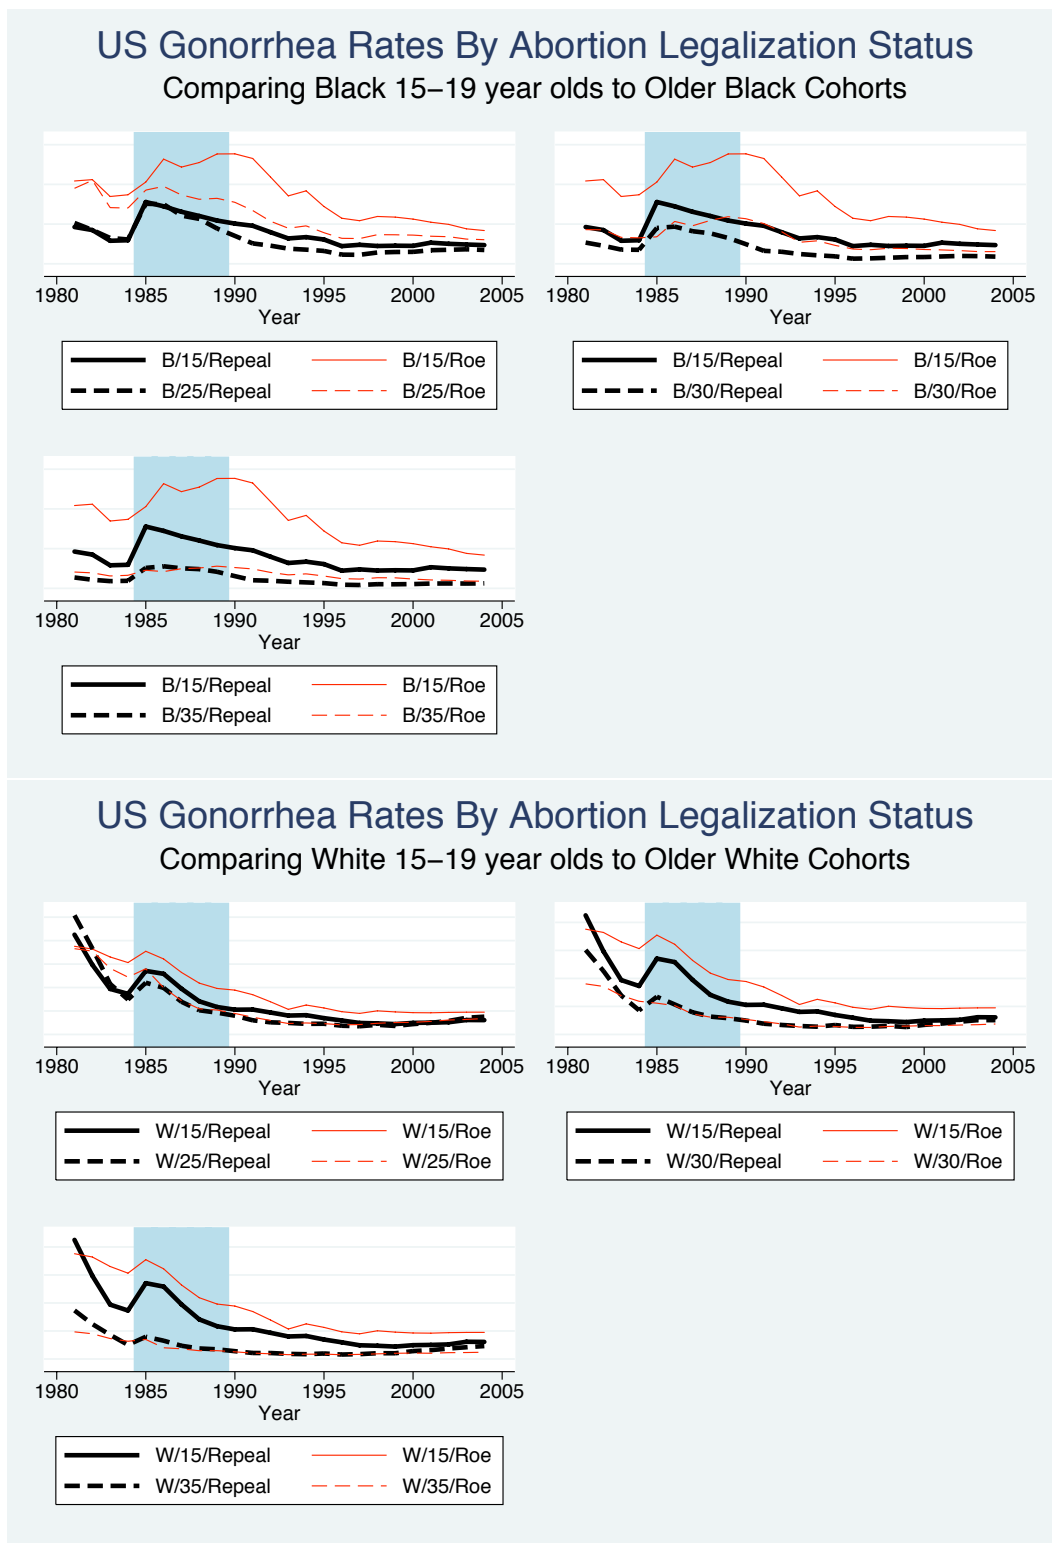 US Gonorrhea Rates By Abortion Legalization Status
Comparing Black 15–19 year olds to Older Black Cohorts
1980 1985 1990 1995 2000 2005
Year
B/15/Repeal B/15/Roe
B/25/Repeal B/25/Roe
1980 1985 1990 1995 2000 2005
Year
B/15/Repeal B/15/Roe
B/30/Repeal B/30/Roe
1980 1985 1990 1995 2000 2005
Year
B/15/Repeal B/15/Roe
B/35/Repeal B/35/Roe
US Gonorrhea Rates By Abortion Legalization Status
Comparing White 15–19 year olds to Older White Cohorts
1980 1985 1990 1995 2000 2005
Year
W/15/Repeal W/15/Roe
W/25/Repeal W/25/Roe
1980 1985 1990 1995 2000 2005
Year
W/15/Repeal W/15/Roe
W/30/Repeal W/30/Roe
1980 1985 1990 1995 2000 2005
Year
W/15/Repeal W/15/Roe
W/35/Repeal W/35/Roe